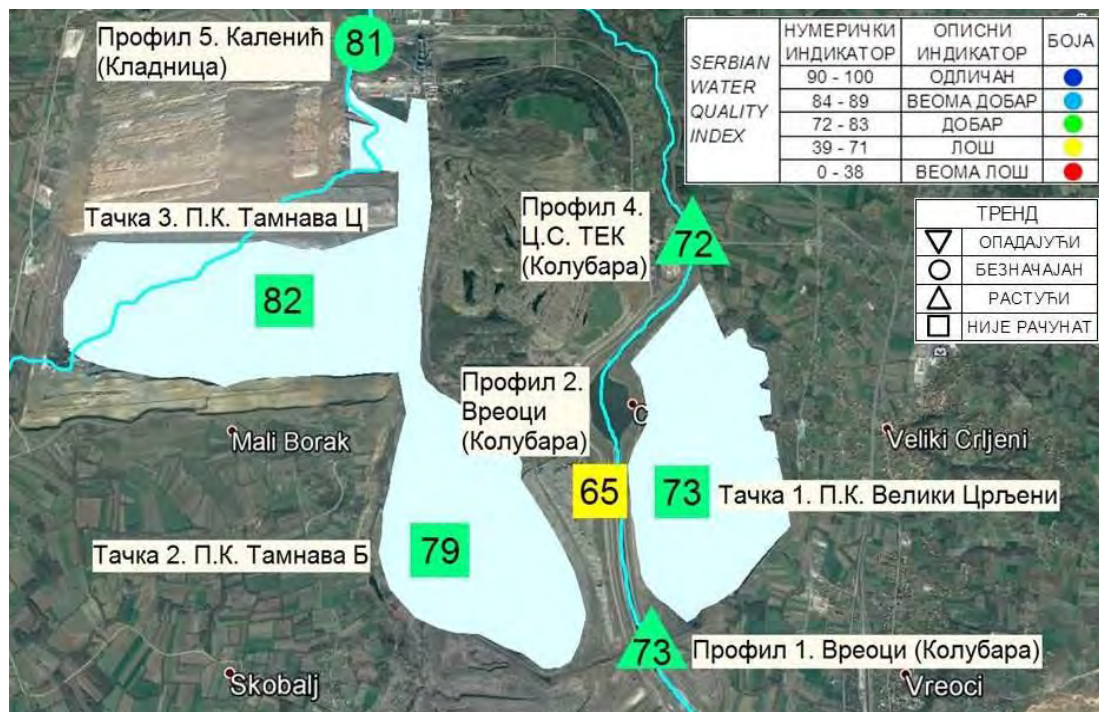 Профил 5. Каленић
(Кладница)
81
SERBIAN
WATER
QUALITY
INDEX
НУМЕРИЧКИ
ИНДИКАТОР
ОПИСНИ
ИНДИКАТОР
БОЈА
90 - 100 ОДЛИЧАН
84 - 89 ВЕОМА ДОБАР
72 - 83 ДОБАР
39 - 71 ЛОШ
0 - 38 ВЕОМА ЛОШ
ТРЕНД
ОПАДАЈУЋИ
БЕЗНАЧАЈАН
РАСТУЋИ
НИЈЕ РАЧУНАТ
Тачка 3. П.К. Тамнава Ц
82
Профил 4.
Ц.С. ТЕК
(Колубара)
72
Профил 2.
Вреоци
(Колубара)
65
Mali Borak
Veliki Crljeni
73
Тачка 1. П.К. Велики Црљени
Тачка 2. П.К. Тамнава Б
79
73
Профил 1. Вреоци (Колубара)
Skobalj
Vreoci